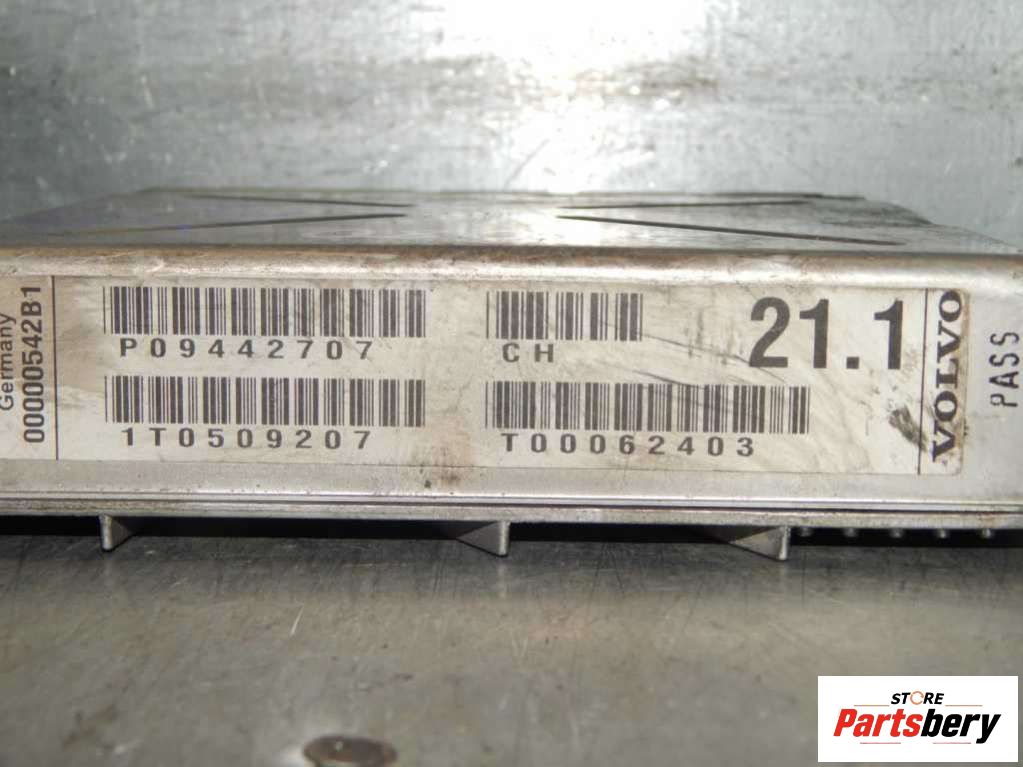 Germany
00000542B1
P09442707
CH
21.1
1T0509207
T00062403
VOLVO
PASS
STORE
Partsbery